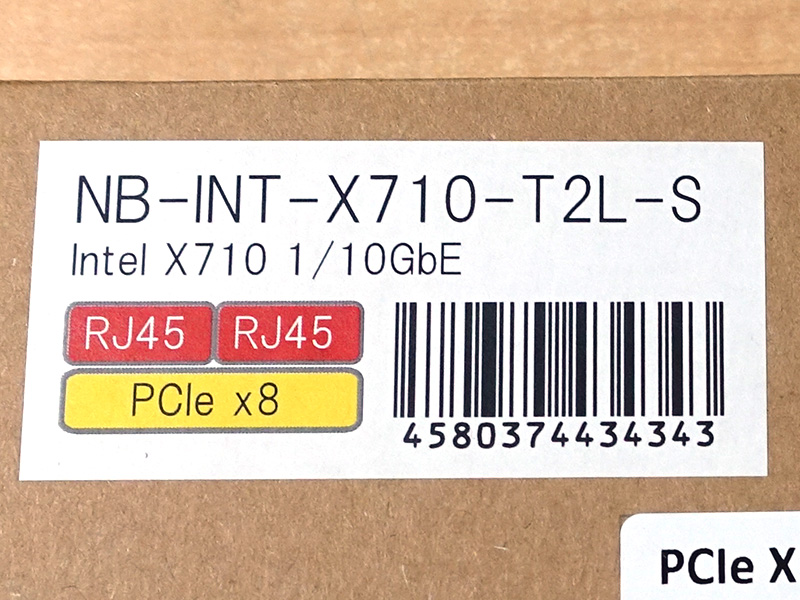 NB-INT-X710-T2L-S
Intel X710 1/10GbE
RJ45 RJ45
PCIe x8
4580374434343
PCIe X